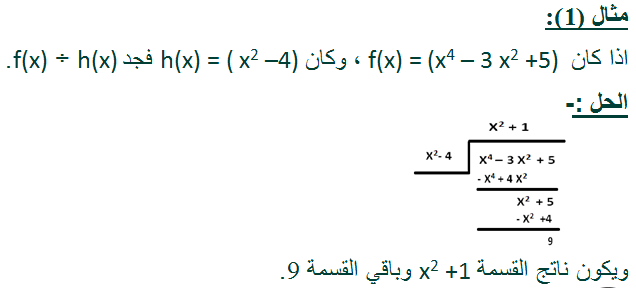 مثال (1):
اذا كان f(x) = (x⁴ – 3 x² +5) ، وكان h(x) = ( x² –4) فجد f(x) ÷ h(x).
الحل :-
X² + 1
X²- 4
X⁴ – 3 X² + 5
- X⁴ + 4 X²
X² + 5
- X² +4
9
ويكون ناتج القسمة x² +1 وباقي القسمة 9.